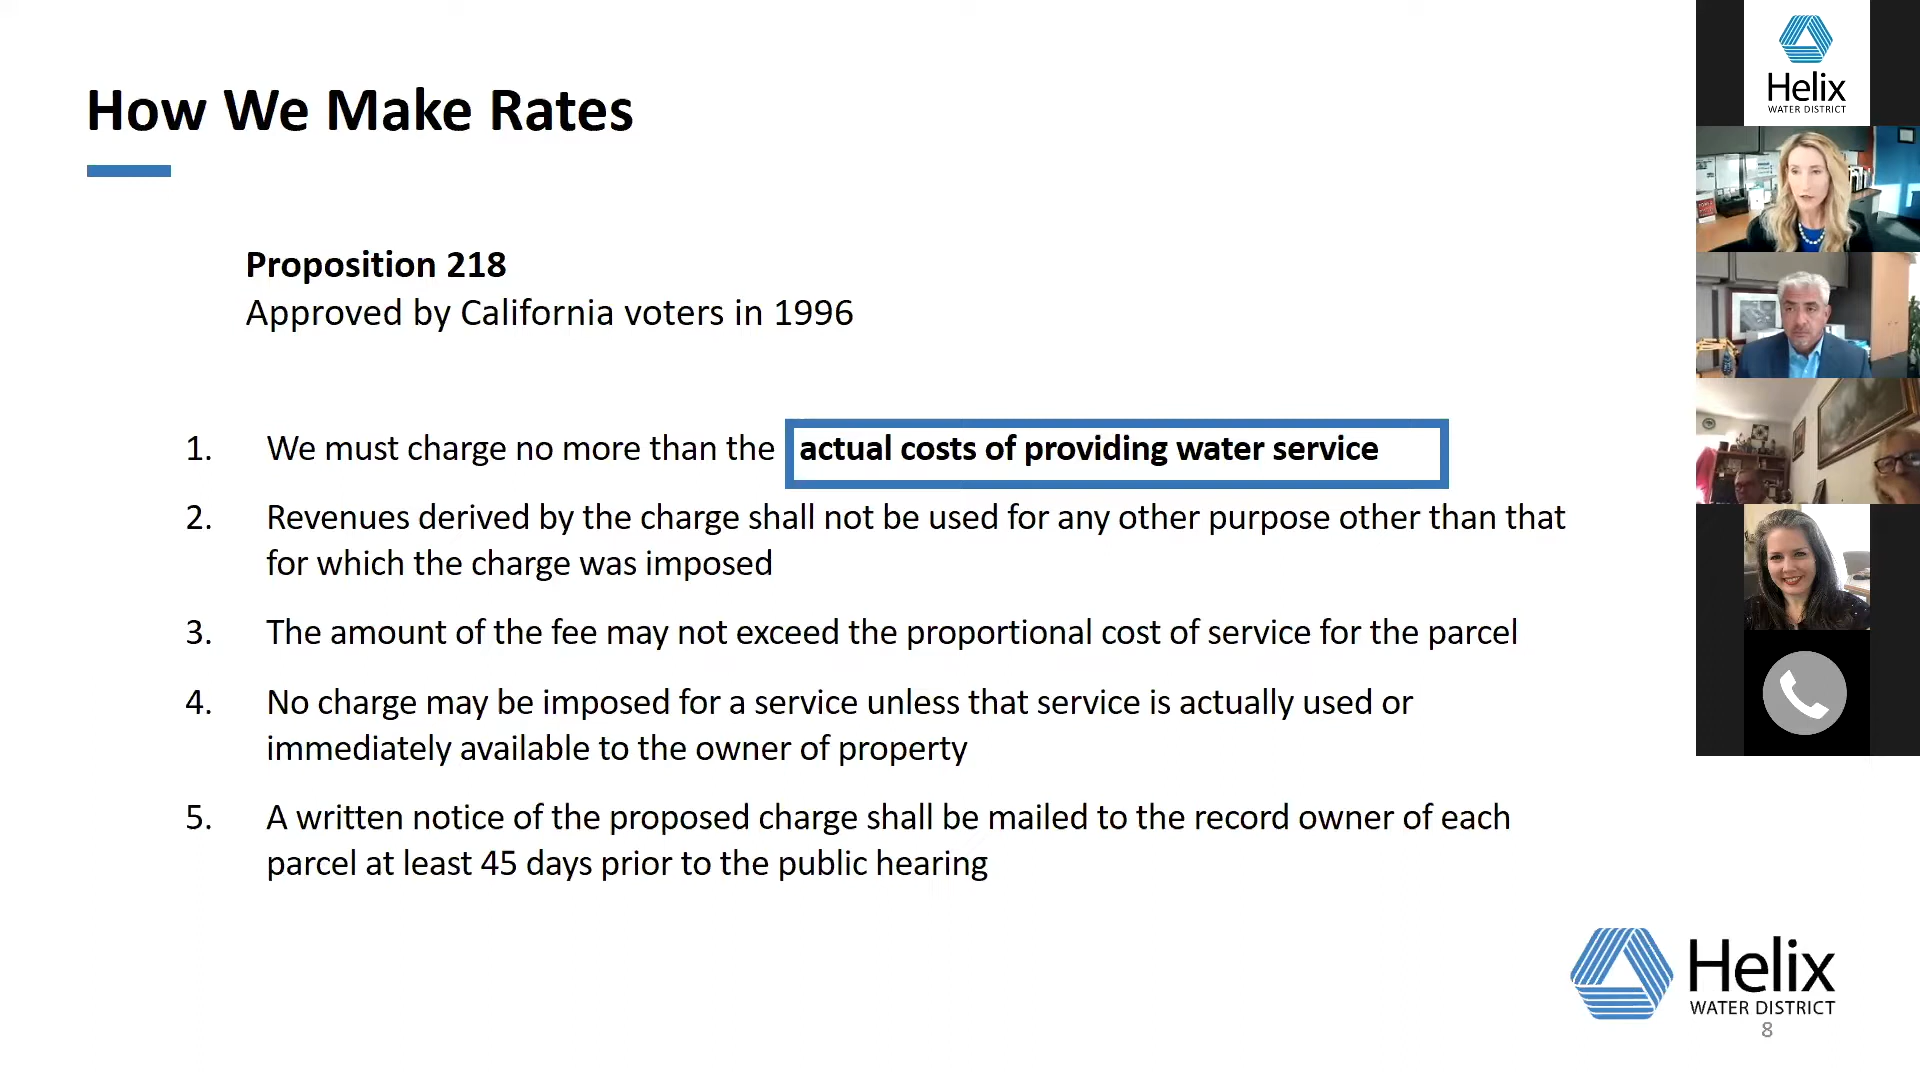 How We Make Rates
Proposition 218
Approved by California voters in 1996
1. We must charge no more than the actual costs of providing water service
2. Revenues derived by the charge shall not be used for any other purpose other than that
for which the charge was imposed
3. The amount of the fee may not exceed the proportional cost of service for the parcel
4. No charge may be imposed for a service unless that service is actually used or
immediately available to the owner of property
5. A written notice of the proposed charge shall be mailed to the record owner of each
parcel at least 45 days prior to the public hearing
Helix
WATER DISTRICT
8
Helix
WATER DISTRICT